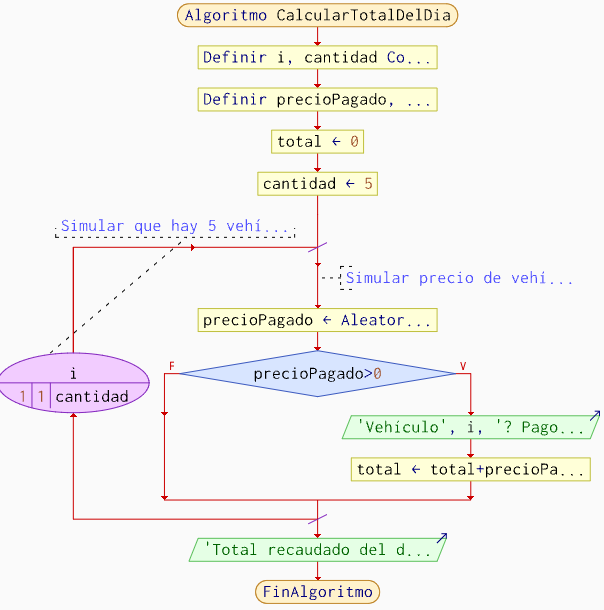 Algoritmo CalcularTotalDelDia
Definir i, cantidad Co...
Definir precioPagado, ...
total ← 0
cantidad ← 5
Simular que hay 5 vehí...
Simular precio de vehí...
precioPagado ← Aleator...
i
1 1 cantidad
F
precioPagado>0
V
'Vehículo', i, '? Pago...
total ← total+precioPa...
'Total recaudado del d...
FinAlgoritmo